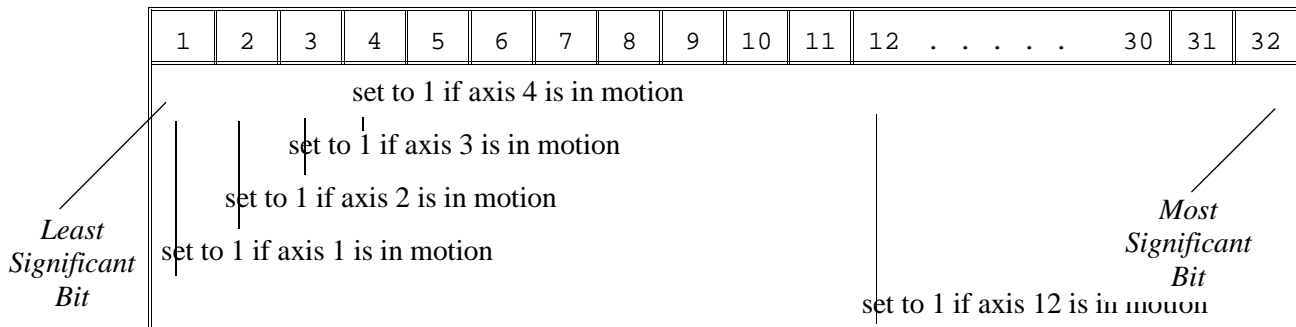 1 2 3 4 5 6 7 8 9 10 11 12 . . . . . 30 31 32
set to 1 if axis 4 is in motion
set to 1 if axis 3 is in motion
set to 1 if axis 2 is in motion
set to 1 if axis 1 is in motion
Least
Significant
Bit
Most
Significant
Bit
set to 1 if axis 12 is in motion